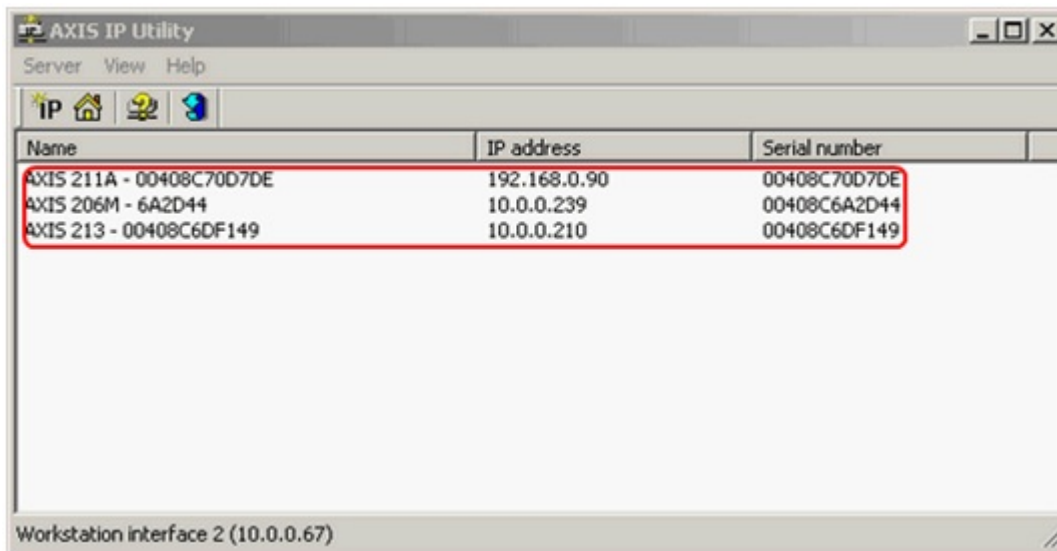 AXIS IP Utility
Server View Help
IP
Name IP address Serial number
AXIS 211A - 00408C70D7DE 192.168.0.90 00408C70D7DE
AXIS 206M - 6A2D44 10.0.0.239 00408C6A2D44
AXIS 213 - 00408C6DF149 10.0.0.210 00408C6DF149
Workstation interface 2 (10.0.0.67)